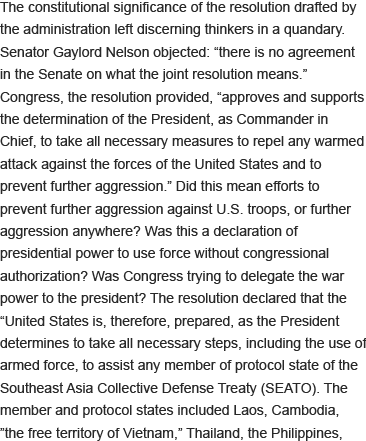 The constitutional significance of the resolution drafted by
the administration left discerning thinkers in a quandary.
Senator Gaylord Nelson objected: “there is no agreement
in the Senate on what the joint resolution means.”
Congress, the resolution provided, “approves and supports
the determination of the President, as Commander in
Chief, to take all necessary measures to repel any warmed
attack against the forces of the United States and to
prevent further aggression.” Did this mean efforts to
prevent further aggression against U.S. troops, or further
aggression anywhere? Was this a declaration of
presidential power to use force without congressional
authorization? Was Congress trying to delegate the war
power to the president? The resolution declared that the
“United States is, therefore, prepared, as the President
determines to take all necessary steps, including the use of
armed force, to assist any member of protocol state of the
Southeast Asia Collective Defense Treaty (SEATO). The
member and protocol states included Laos, Cambodia,
”the free territory of Vietnam,” Thailand, the Philippines,